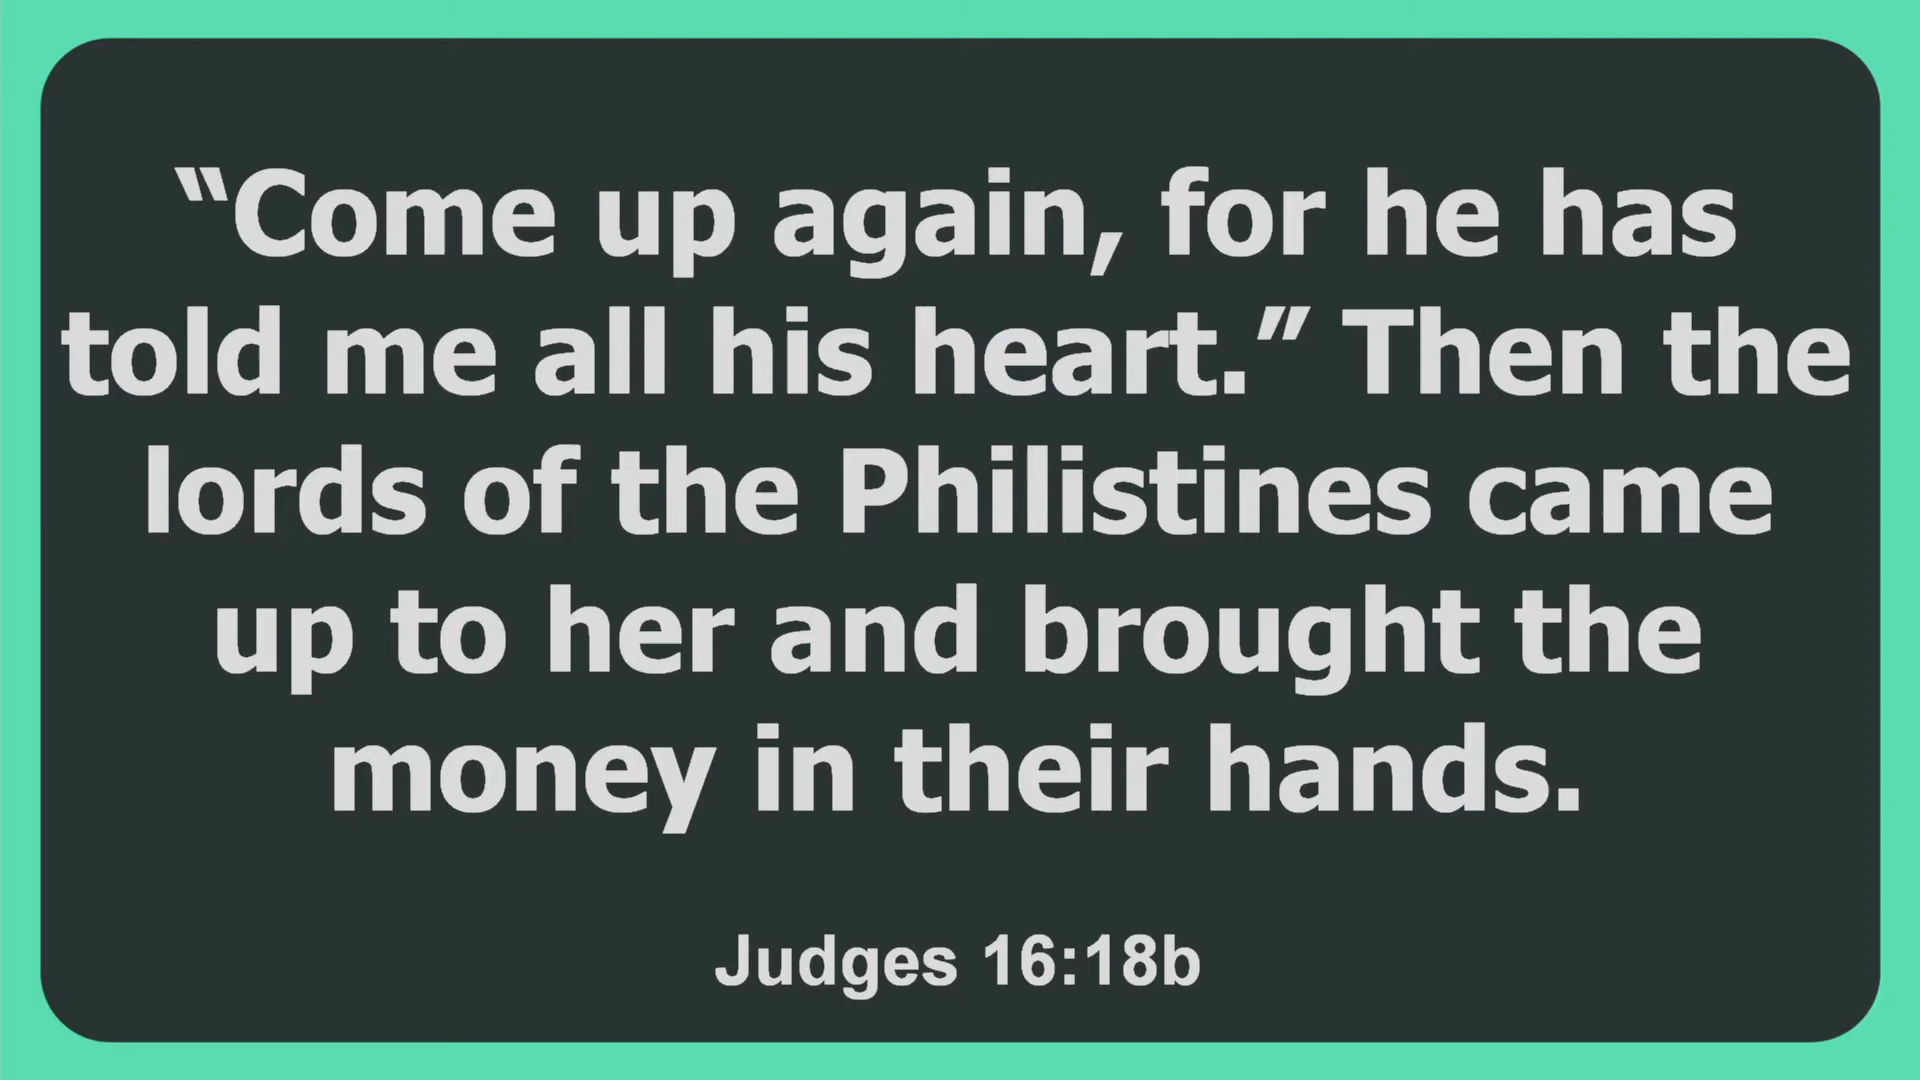 “Come up again, for he has
told me all his heart.” Then the
lords of the Philistines came
up to her and brought the
money in their hands.
Judges 16:18b